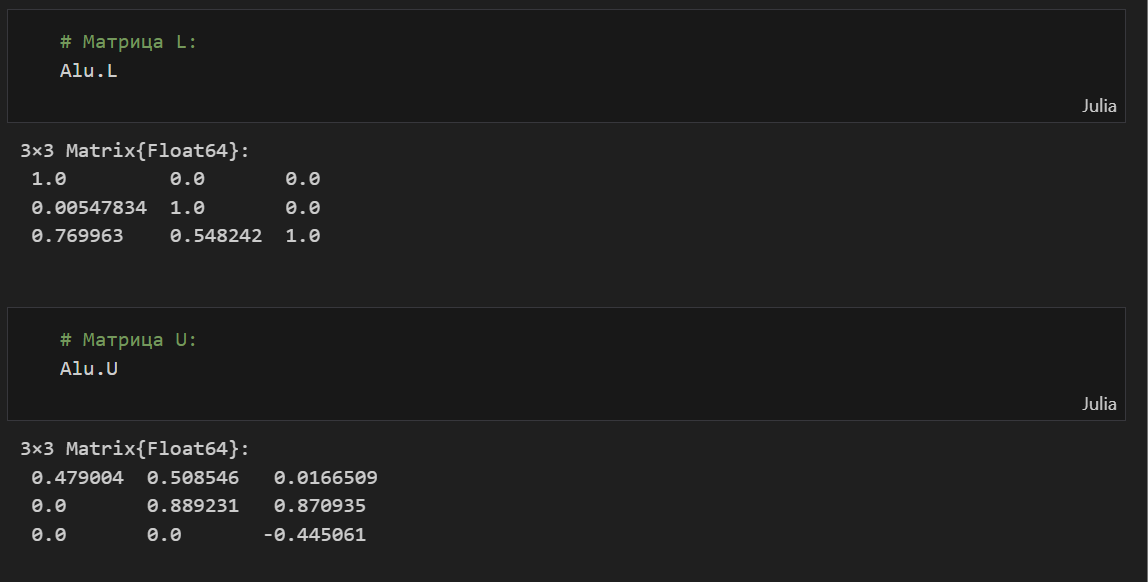 # Матрица L:
Alu.L
Julia
3×3 Matrix{Float64}:
1.0 0.0 0.0
0.00547834 1.0 0.0
0.769963 0.548242 1.0
# Матрица U:
Alu.U
Julia
3×3 Matrix{Float64}:
0.479004 0.508546 0.0166509
0.0 0.889231 0.870935
0.0 0.0 -0.445061